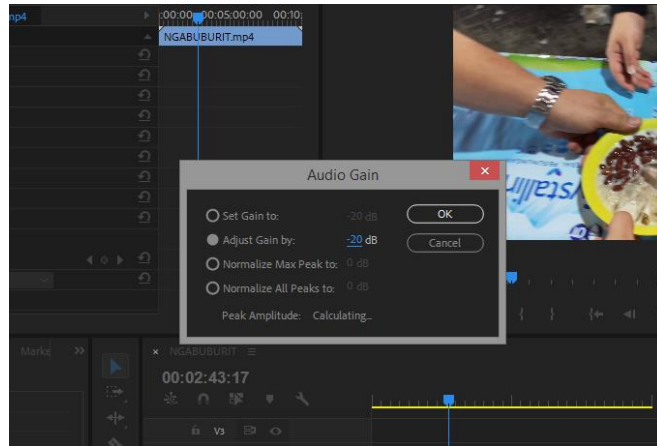 mp4
:00:00 00:05:00:00 00:10:
NGABUBURIT.mp4
Audio Gain
Set Gain to: -20 dB
OK
Adjust Gain by: -20 dB
Cancel
Normalize Max Peak to: 0 dB
Normalize All Peaks to: 0 dB
Peak Amplitude: Calculating...
Marke
× NGABUBURIT
00:02:43:17
V3